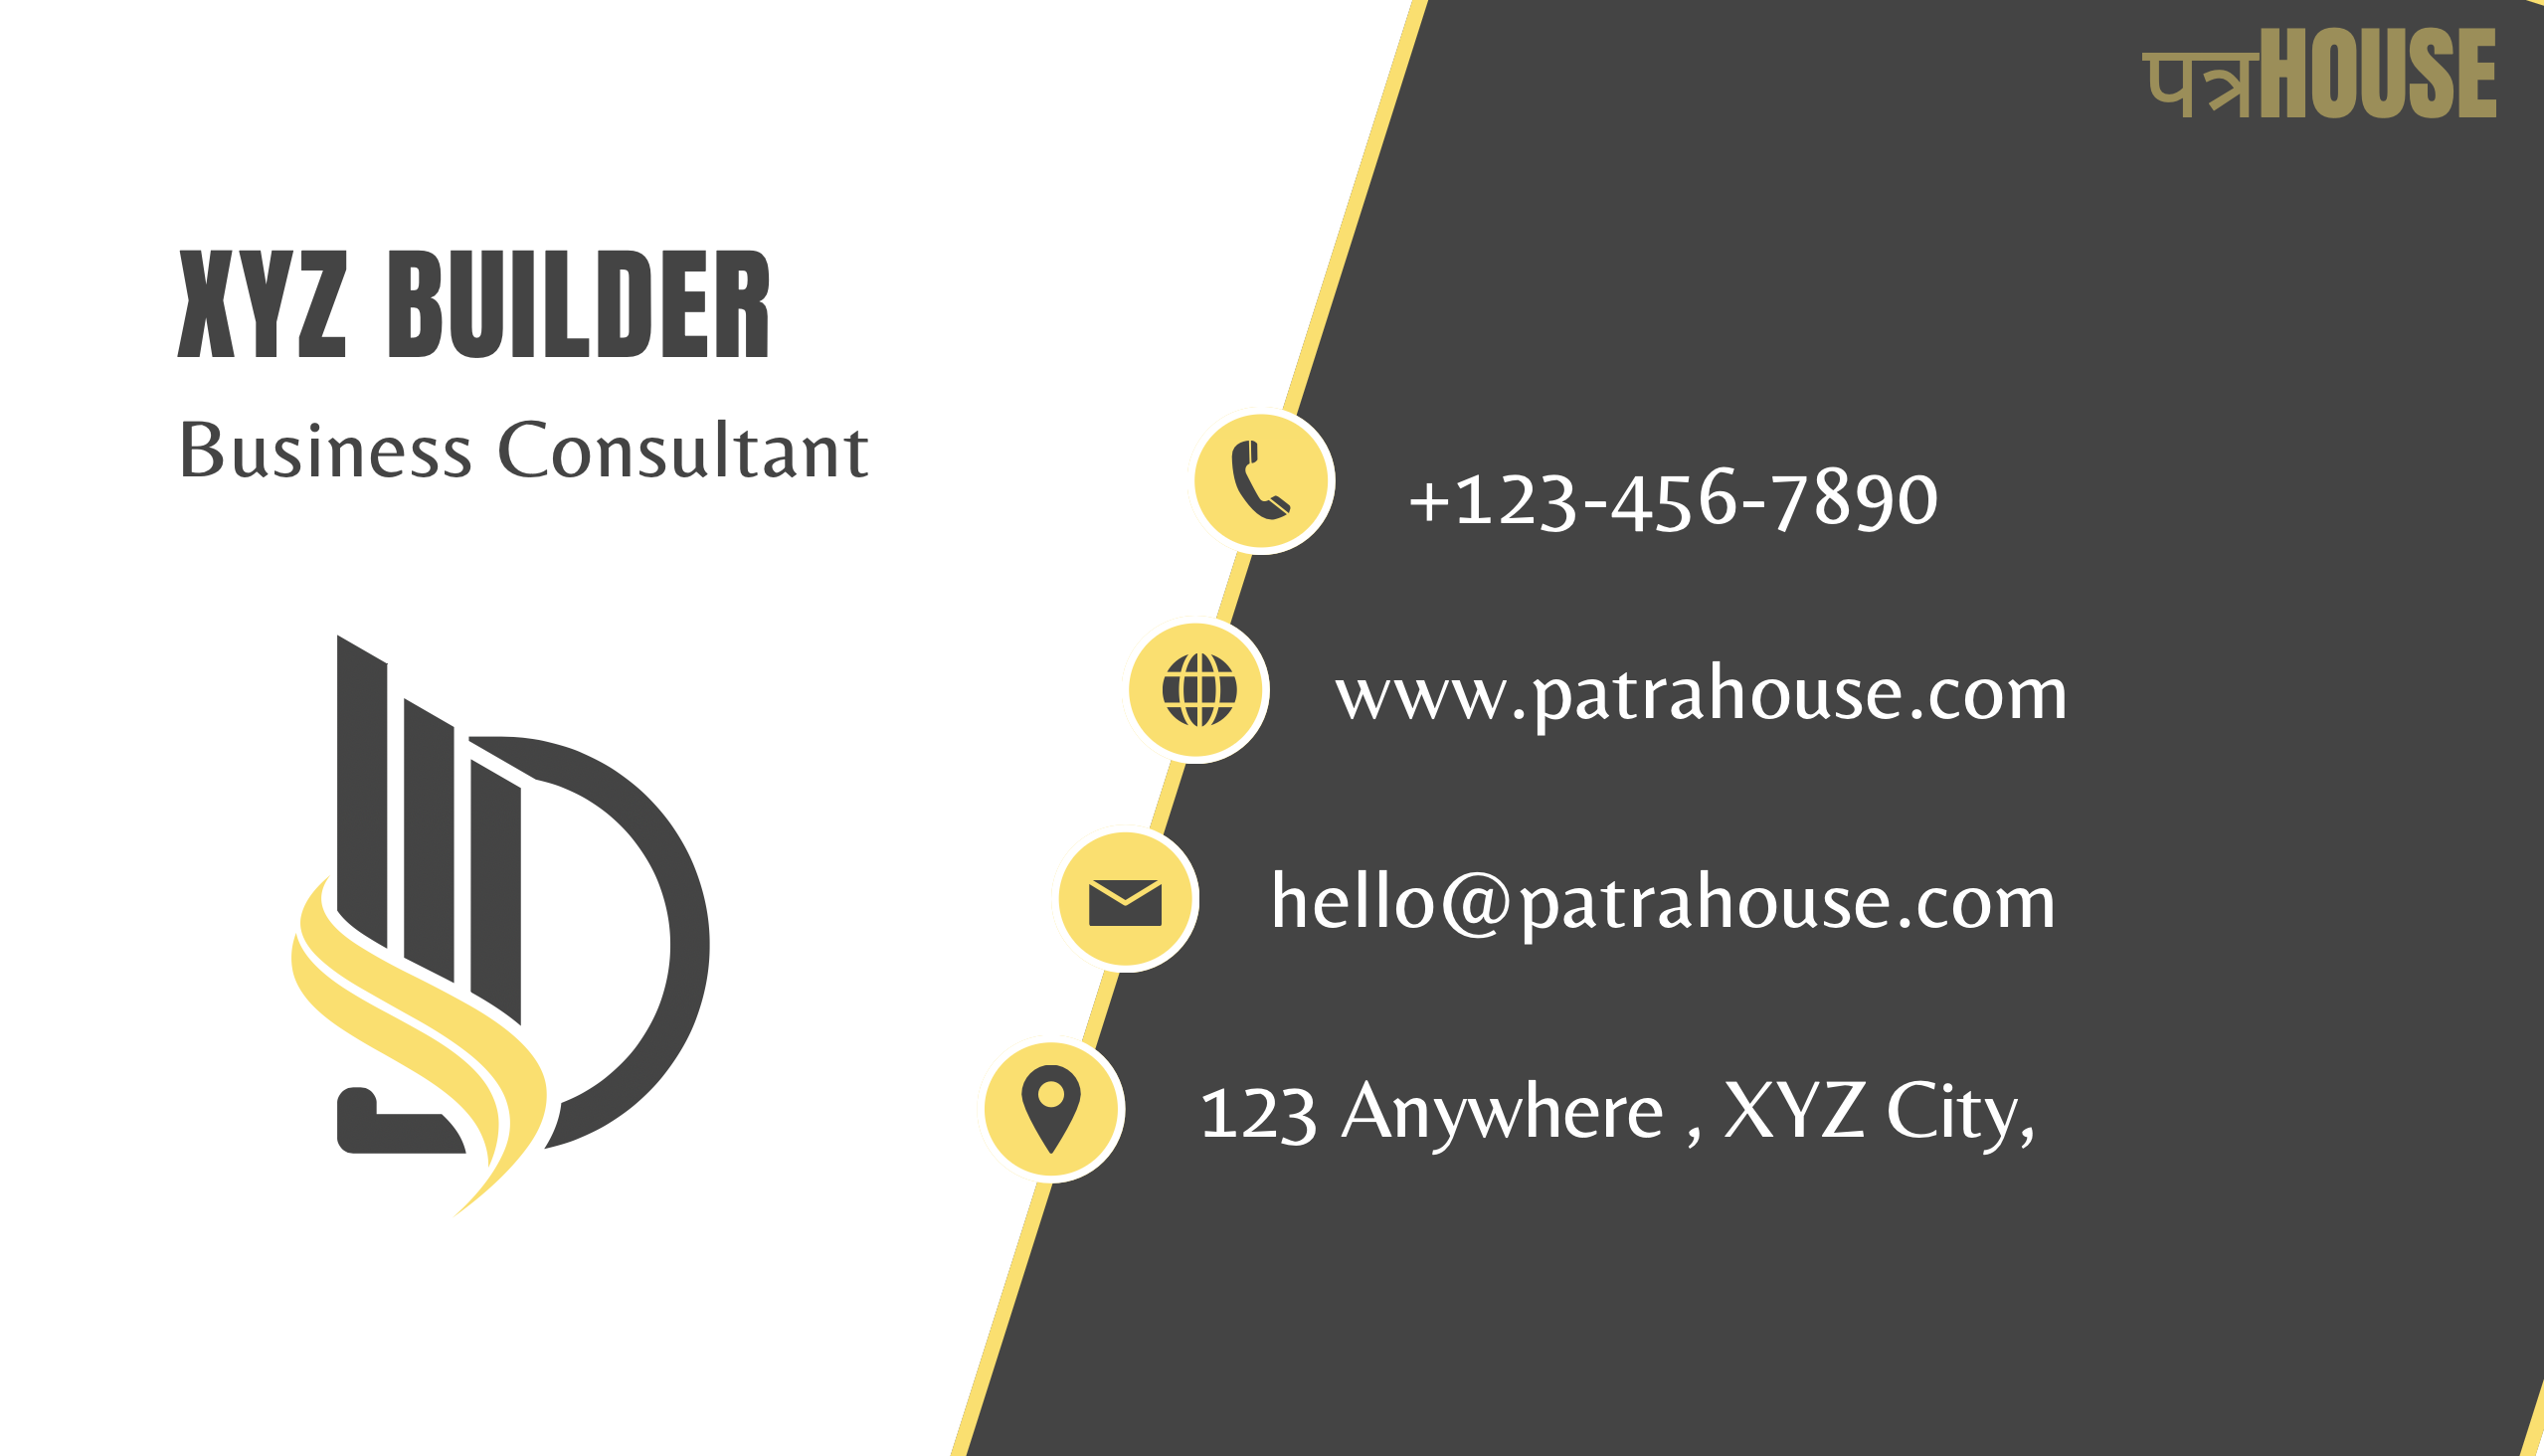 पत्रHOUSE
XYZ BUILDER
Business Consultant
+123-456-7890
www.patrahouse.com
hello@patrahouse.com
123 Anywhere , XYZ City,